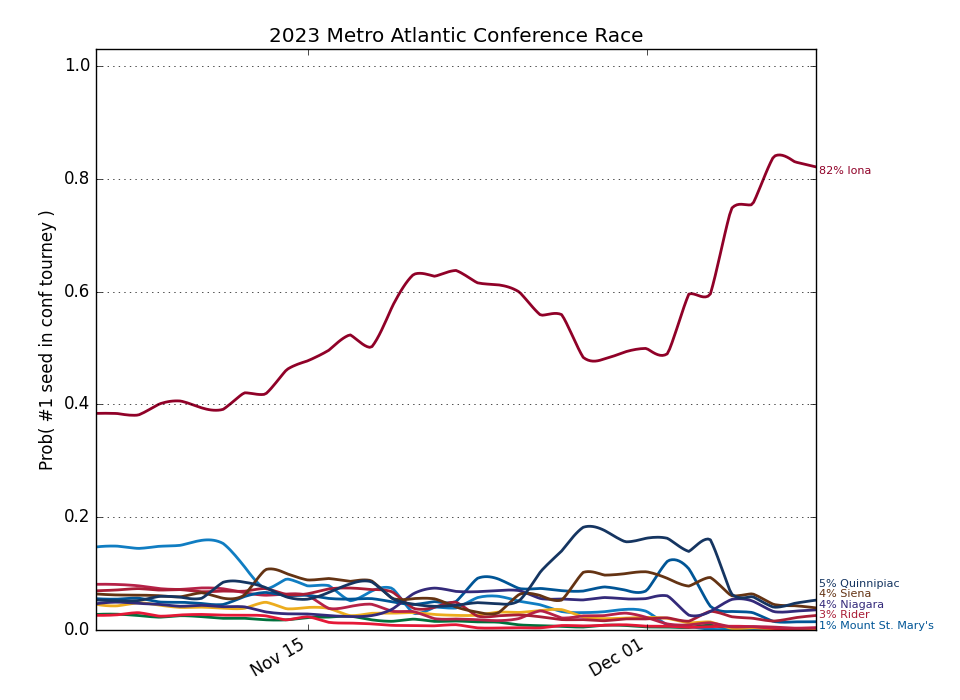 2023 Metro Atlantic Conference Race
Prob( #1 seed in conf tourney )
1.0
0.8
0.6
0.4
0.2
0.0
Nov 15
Dec 01
82% Iona
5% Quinnipiac
4% Siena
4% Niagara
3% Rider
1% Mount St. Mary's